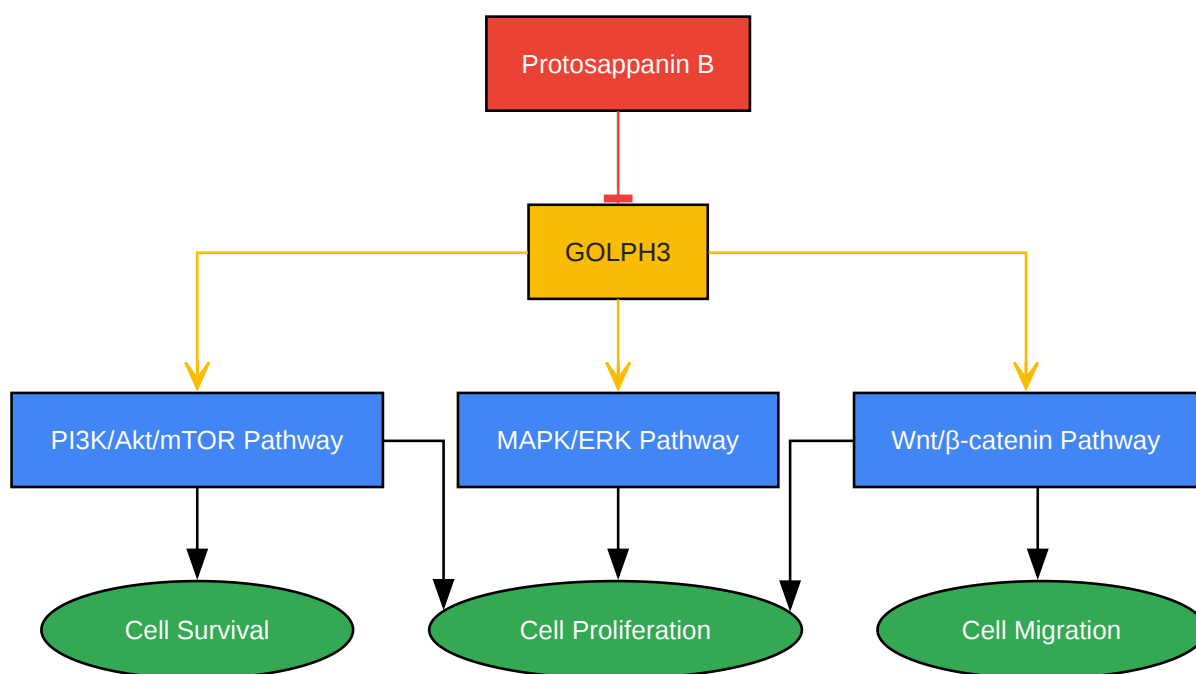 Protosappanin B
GOLPH3
PI3K/Akt/mTOR Pathway
MAPK/ERK Pathway
Wnt/β-catenin Pathway
Cell Survival
Cell Proliferation
Cell Migration